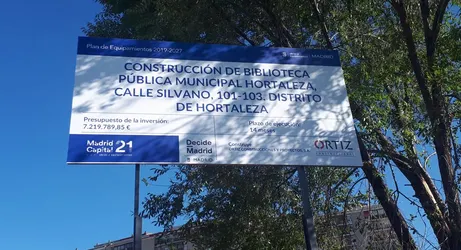 Plan de Equipamientos 2019-2027
MADRID
CONSTRUCCIÓN DE BIBLIOTECA
PÚBLICA MUNICIPAL HORTALEZA,
CALLE SILVANO, 101-103. DISTRITO
DE HORTALEZA
Presupuesto de la inversión:
7.219.789,85 €
Plazo de ejecución:
14 meses
Madrid
Capital 21
Decide
Madrid
MADRID
Construye
ORTIZ